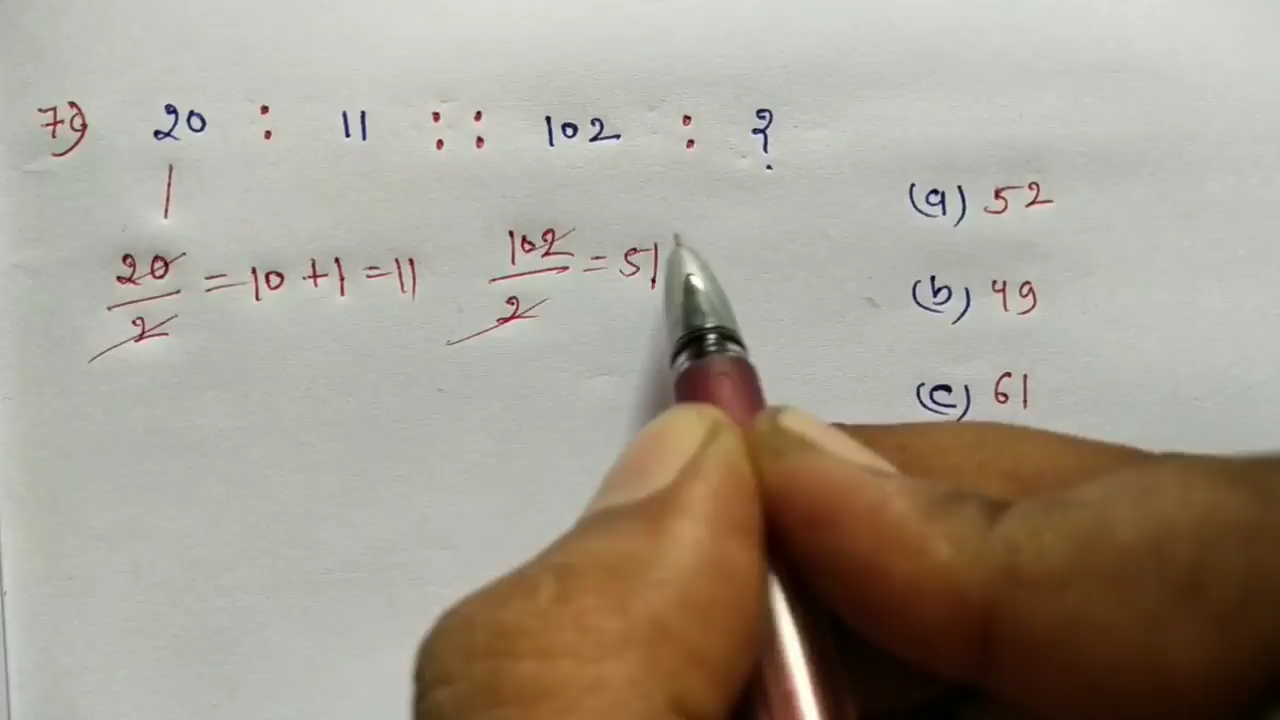 79) 20 : 11 :: 102 : ?
20/2 = 10 + 1 = 11 102/2 = 51
(a) 52
(b) 49
(c) 61